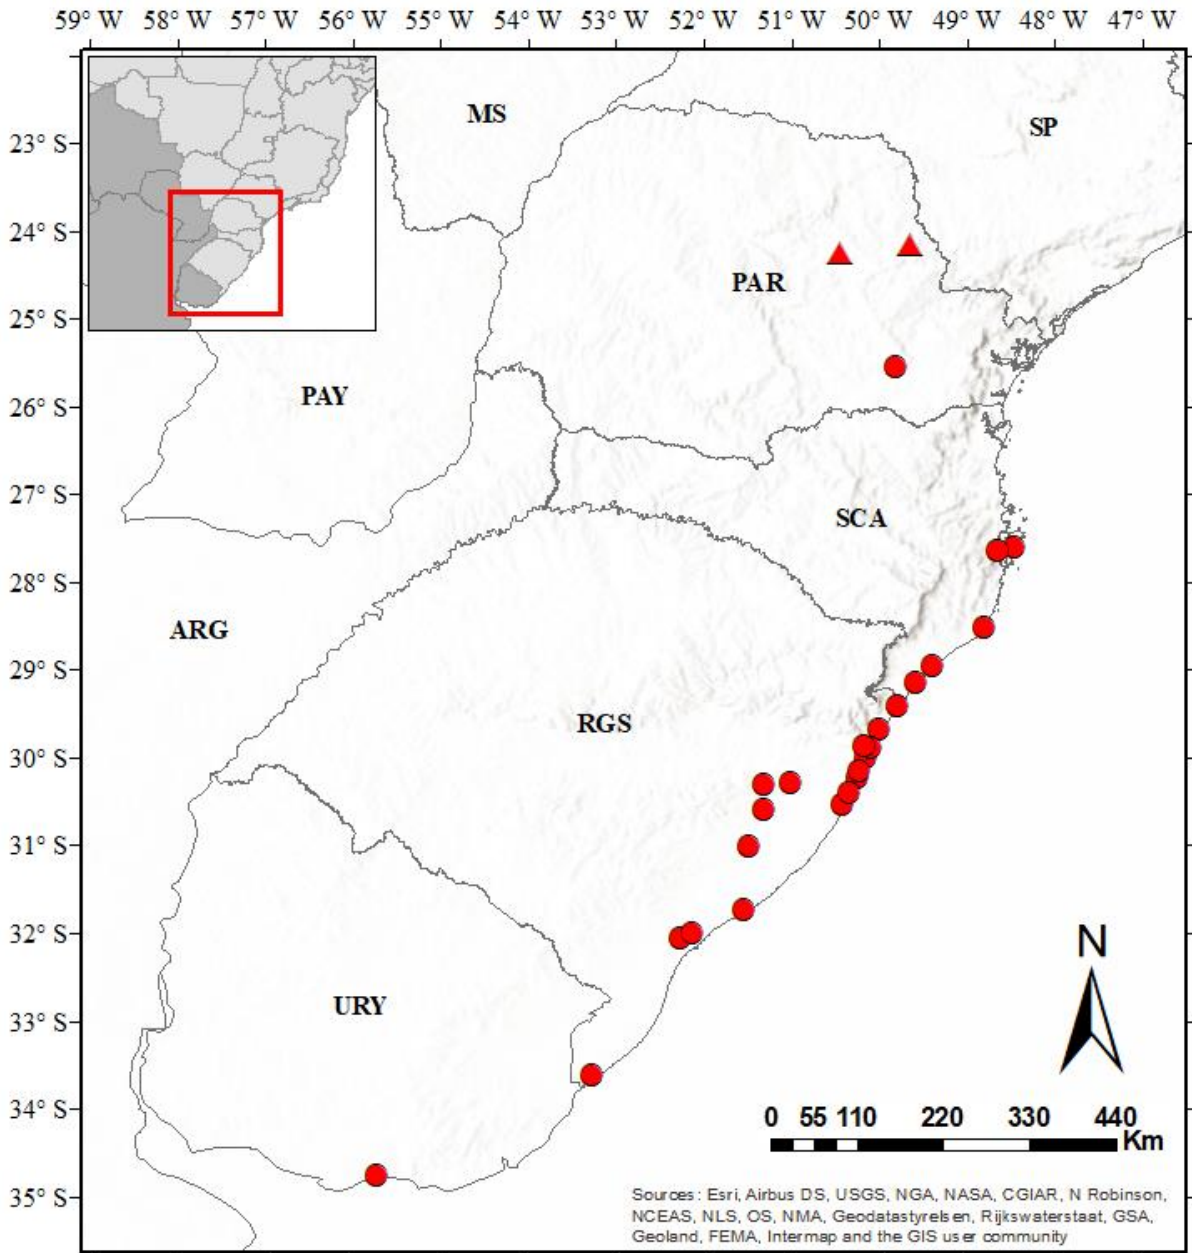 59° W 58° W 57° W 56° W 55° W 54° W 53° W 52° W 51° W 50° W 49° W 48° W 47° W
MS
SP
23° S
24° S
PAR
25° S
PAY
26° S
27° S
SCA
28° S
ARG
29° S
RGS
30° S
31° S
32° S
N
URY
33° S
34° S
0 55 110 220 330 440
Km
35° S
Sources: Esri, Airbus DS, USGS, NGA, NASA, CGIAR, N Robinson,
NCEAS, NLS, OS, NMA, Geodatastyrelsen, Rijkswaterstaat, GSA,
Geoland, FEMA, Intermap and the GIS user community